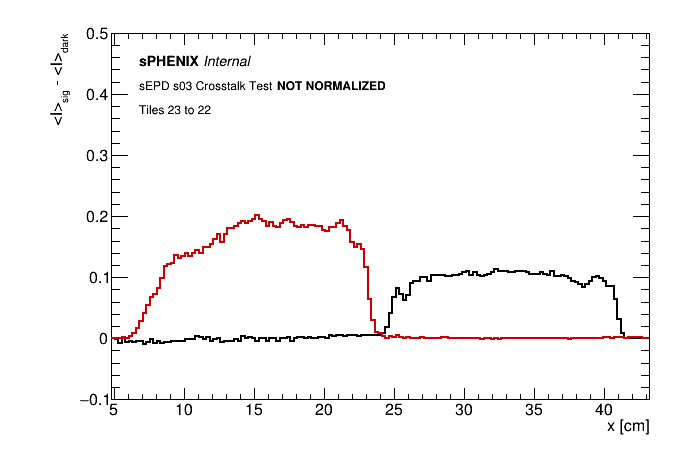 0.5
sPHENIX Internal
sEPD s03 Crosstalk Test NOT NORMALIZED
Tiles 23 to 22
<I>sig - <I>dark
0.4
0.3
0.2
0.1
0
−0.1
5 10 15 20 25 30 35 40
x [cm]